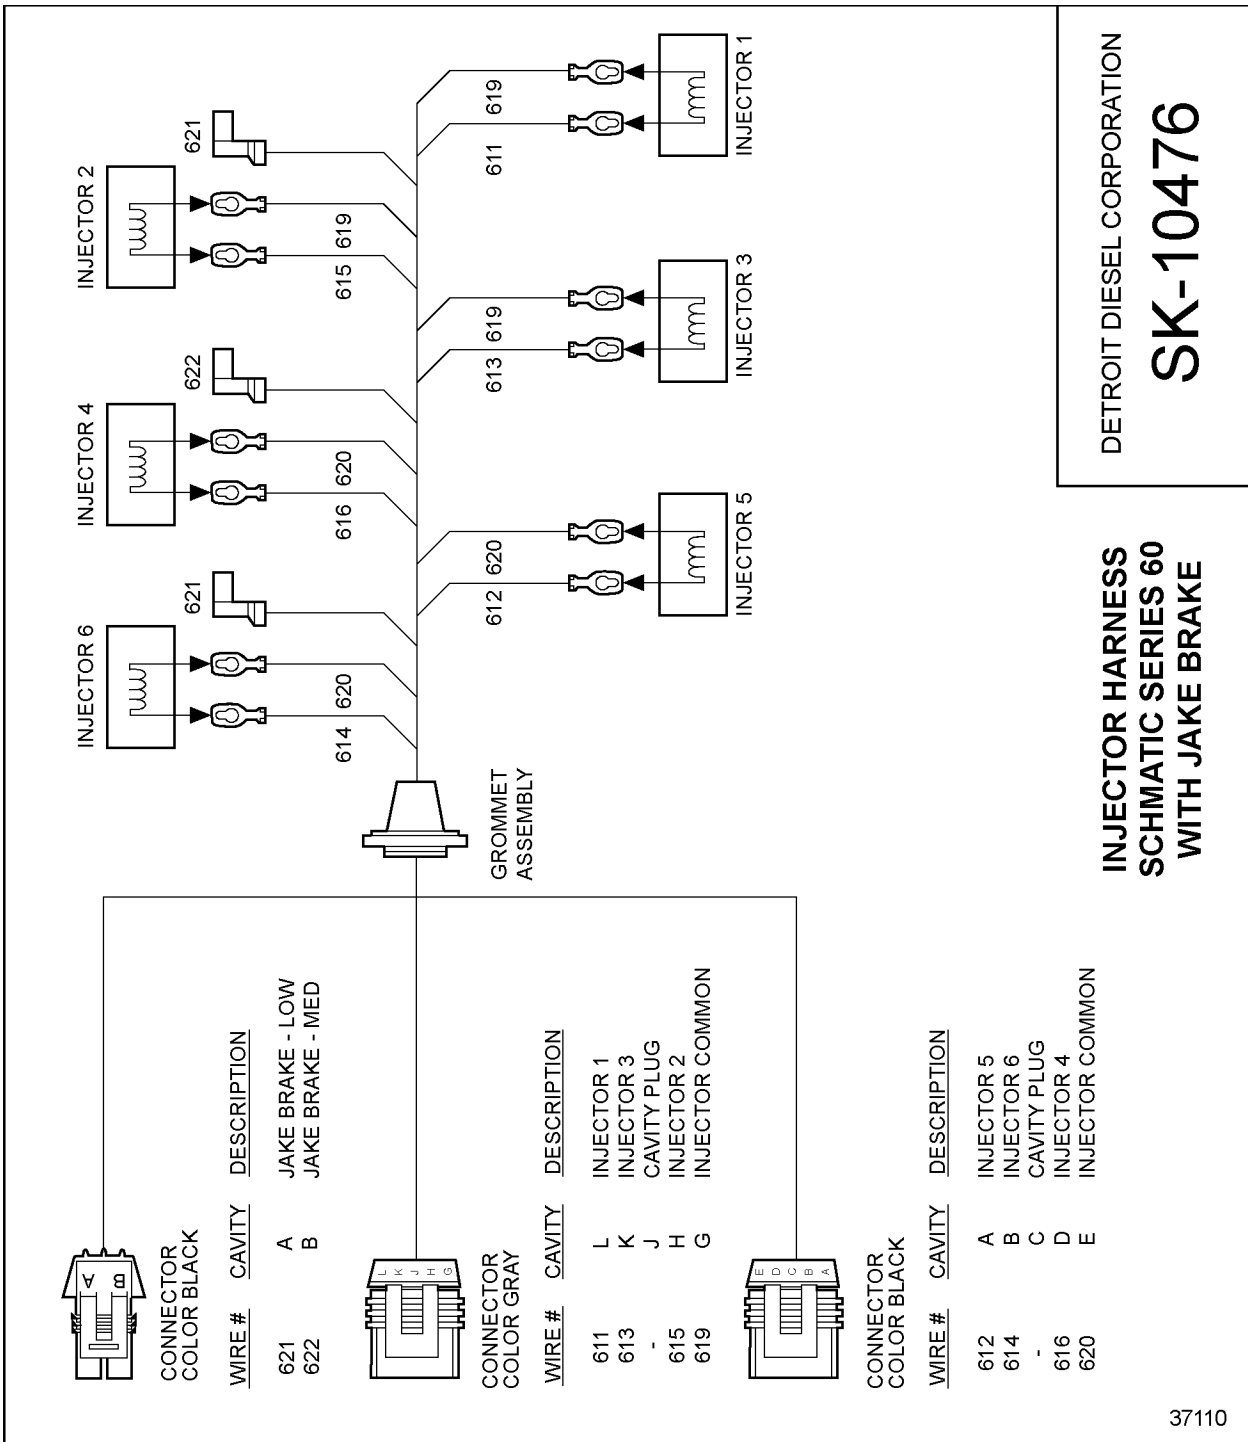 INJECTOR 1
619
611
INJECTOR 2
621
619
615
INJECTOR 3
619
613
INJECTOR 4
622
620
616
INJECTOR 5
620
612
INJECTOR 6
621
620
614
GROMMET
ASSEMBLY
A
B
CONNECTOR
COLOR BLACK
WIRE # CAVITY DESCRIPTION
621 A JAKE BRAKE - LOW
622 B JAKE BRAKE - MED
L
K
J
H
G
CONNECTOR
COLOR GRAY
WIRE # CAVITY DESCRIPTION
611 L INJECTOR 1
613 K INJECTOR 3
- J CAVITY PLUG
615 H INJECTOR 2
619 G INJECTOR COMMON
E
D
C
B
A
CONNECTOR
COLOR BLACK
WIRE # CAVITY DESCRIPTION
612 A INJECTOR 5
614 B INJECTOR 6
- C CAVITY PLUG
616 D INJECTOR 4
620 E INJECTOR COMMON
INJECTOR HARNESS
SCHMATIC SERIES 60
WITH JAKE BRAKE
DETROIT DIESEL CORPORATION
SK-10476
37110